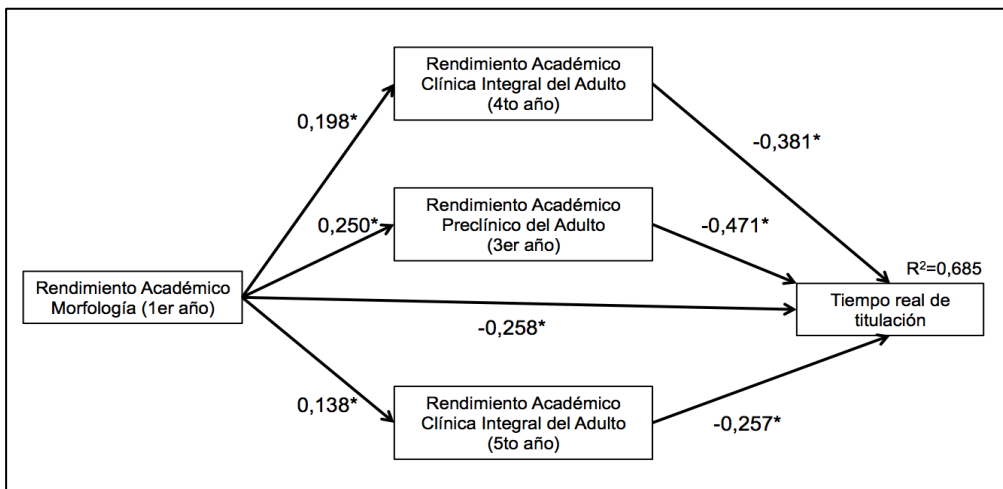 Rendimiento Académico
Clínica Integral del Adulto
(4to año)
0,198*
-0,381*
Rendimiento Académico
Preclínico del Adulto
(3er año)
0,250*
-0,471*
R²=0,685
Rendimiento Académico
Morfología (1er año)
Tiempo real de
titulación
-0,258*
0,138*
Rendimiento Académico
Clínica Integral del Adulto
(5to año)
-0,257*